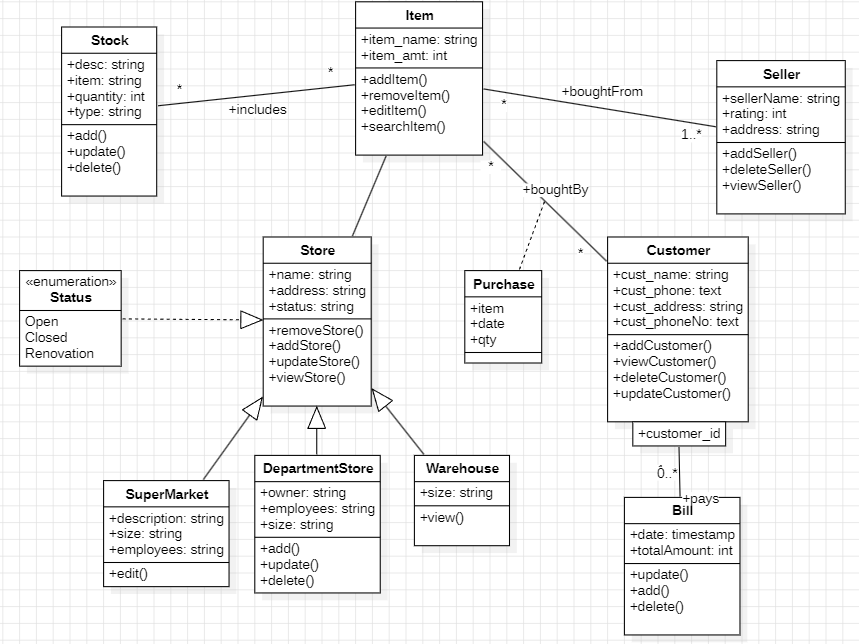 Item
+item_name: string
+item_amt: int
+addItem()
+removeItem()
+editItem()
+searchItem()
Stock
+desc: string
+item: string
+quantity: int
+type: string
+add()
+update()
+delete()
*
*
+includes
+boughtFrom
*
1..*
Seller
+sellerName: string
+rating: int
+address: string
+addSeller()
+deleteSeller()
+viewSeller()
*
+boughtBy
*
Store
+name: string
+address: string
+status: string
+removeStore()
+addStore()
+updateStore()
+viewStore()
«enumeration»
Status
Open
Closed
Renovation
Purchase
+item
+date
+qty
Customer
+cust_name: string
+cust_phone: text
+cust_address: string
+cust_phoneNo: text
+addCustomer()
+viewCustomer()
+deleteCustomer()
+updateCustomer()
+customer_id
0..*
+pays
SuperMarket
+description: string
+size: string
+employees: string
+edit()
DepartmentStore
+owner: string
+employees: string
+size: string
+add()
+update()
+delete()
Warehouse
+size: string
+view()
Bill
+date: timestamp
+totalAmount: int
+update()
+add()
+delete()